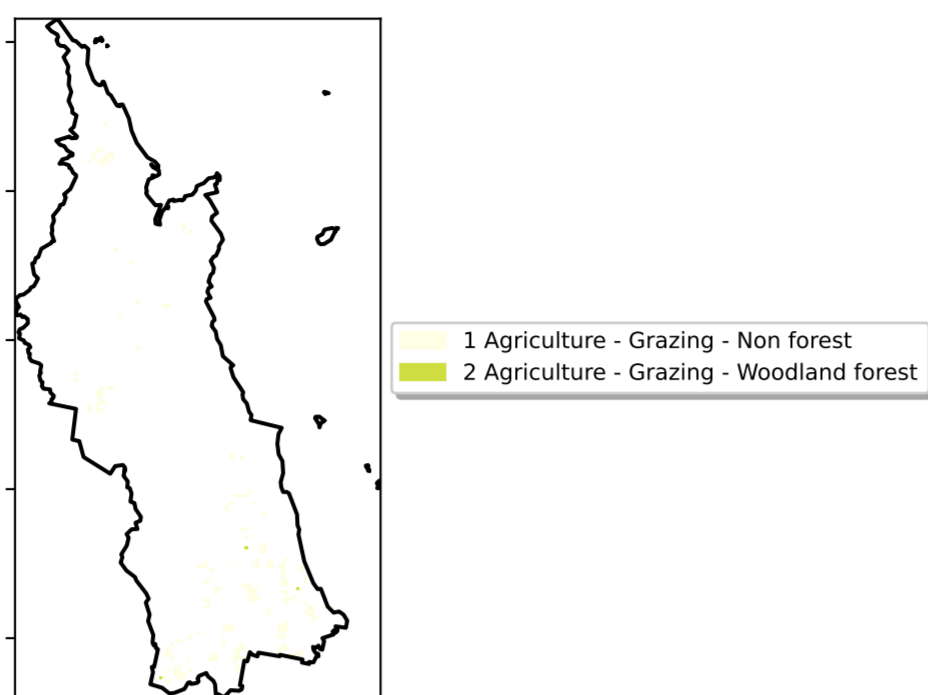 1 Agriculture - Grazing - Non forest
2 Agriculture - Grazing - Woodland forest